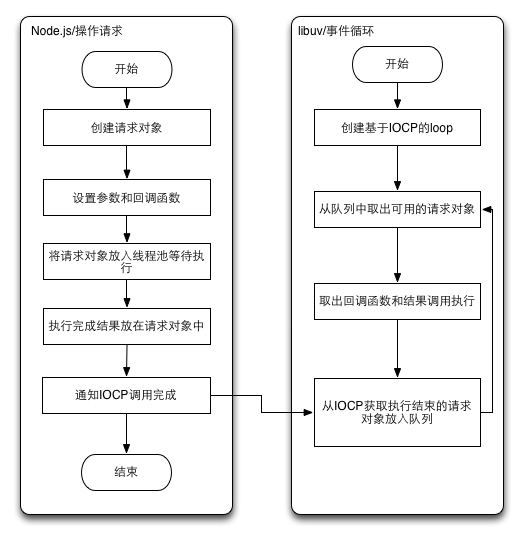 Node.js/操作请求
开始
创建请求对象
设置参数和回调函数
将请求对象放入线程池等待执
行
执行完成结果放在请求对象中
通知IOCP调用完成
结束
libuv/事件循环
开始
创建基于IOCP的loop
从队列中取出可用的请求对象
取出回调函数和结果调用执行
从IOCP获取执行结束的请求
对象放入队列